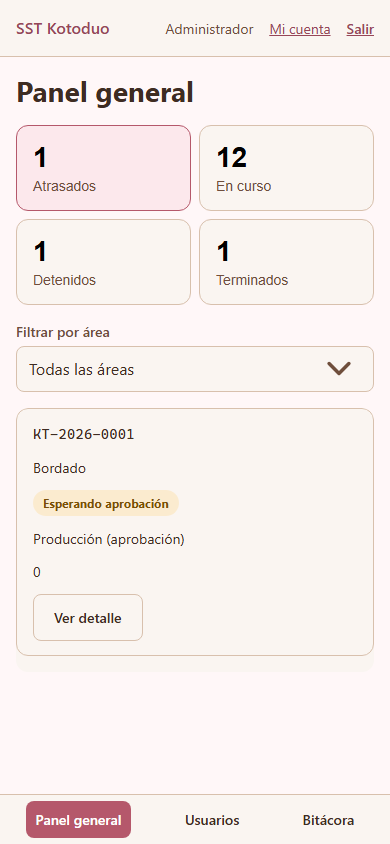 SST Kotoduo Administrador Mi cuenta Salir
Panel general
1
Atrasados
12
En curso
1
Detenidos
1
Terminados
Filtrar por área
Todas las áreas
KT-2026-0001
Bordado
Esperando aprobación
Producción (aprobación)
0
Ver detalle
Panel general Usuarios Bitácora